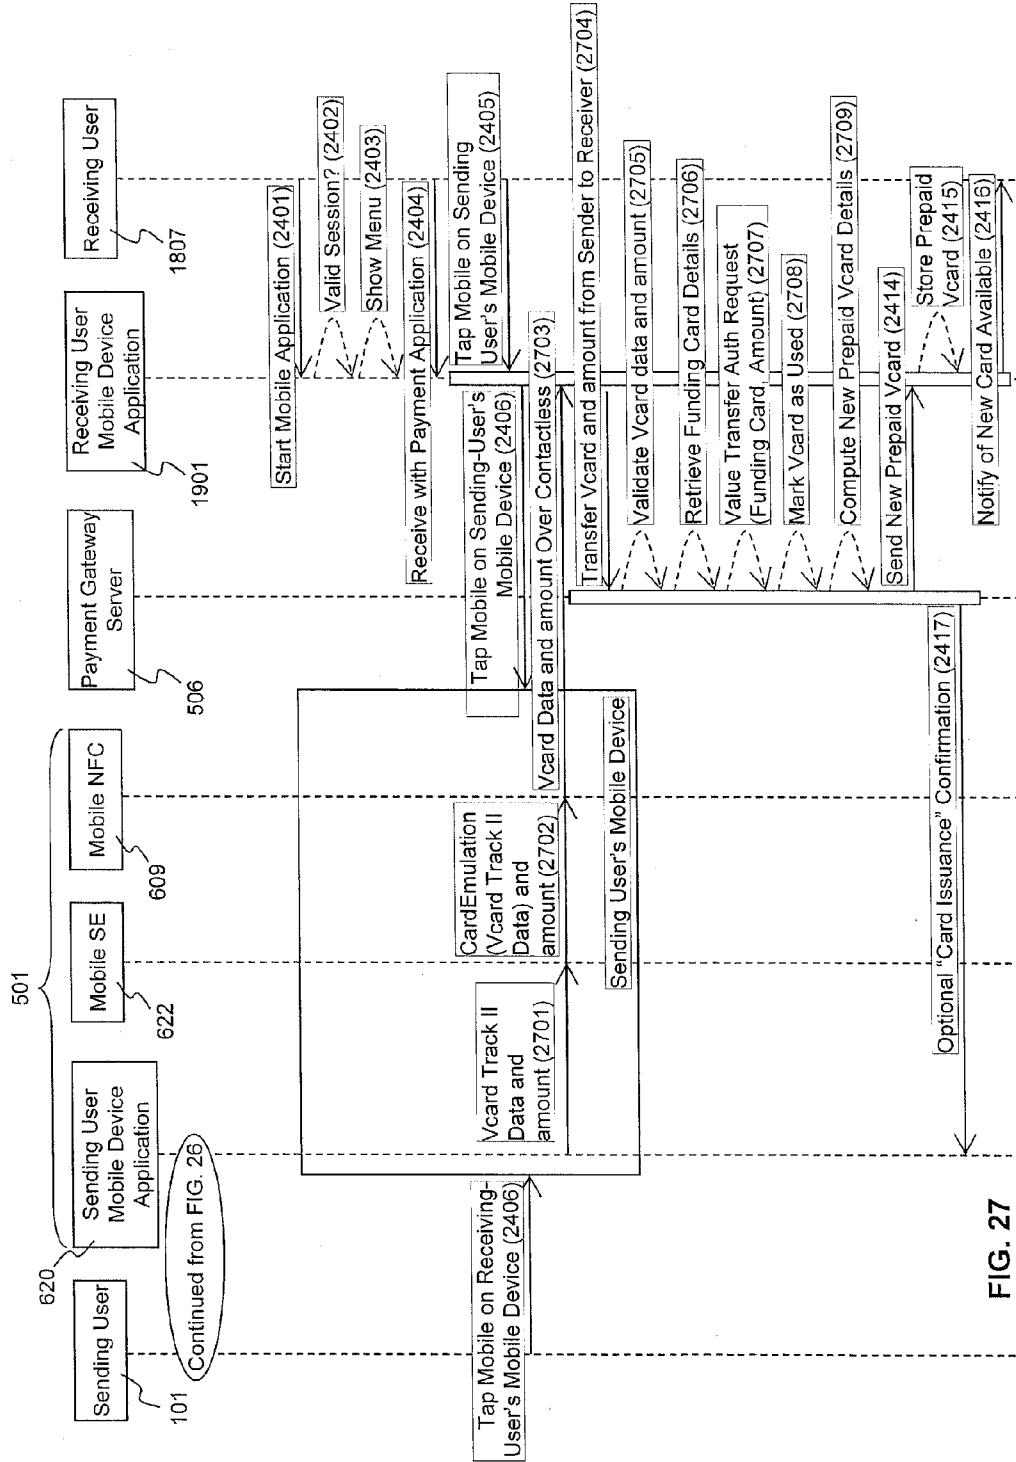 501
Sending User
101
620
Sending User
Mobile Device
Application
Mobile SE
622
Mobile NFC
609
Payment Gateway
Server
506
Receiving User
Mobile Device
Application
1901
Receiving User
1807
Continued from FIG. 26
Start Mobile Application (2401)
Valid Session? (2402)
Show Menu (2403)
Receive with Payment Application (2404)
Tap Mobile on Sending
User's Mobile Device (2405)
Tap Mobile on Receiving-
User's Mobile Device (2406)
Tap Mobile on Sending-User's
Mobile Device (2406)
Vcard Track II
Data and
amount (2701)
CardEmulation
(Vcard Track II
Data) and
amount (2702)
Vcard Data and amount Over Contactless (2703)
Transfer Vcard and amount from Sender to Receiver (2704)
Sending User's Mobile Device
Validate Vcard data and amount (2705)
Retrieve Funding Card Details (2706)
Value Transfer Auth Request
(Funding Card, Amount) (2707)
Mark Vcard as Used (2708)
Compute New Prepaid Vcard Details (2709)
Send New Prepaid Vcard (2414)
Store Prepaid
Vcard (2415)
Notify of New Card Available (2416)
Optional "Card Issuance" Confirmation (2417)
FIG. 27